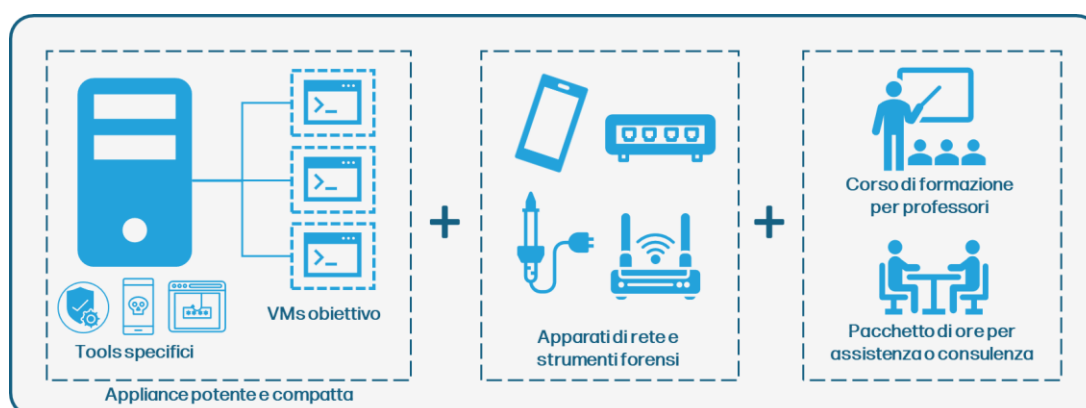 Tools specifici
VMs obiettivo
Appliance potente e compatta
Apparati di rete e
strumenti forensi
Corso di formazione
per professori
Pacchetto di ore per
assistenza o consulenza